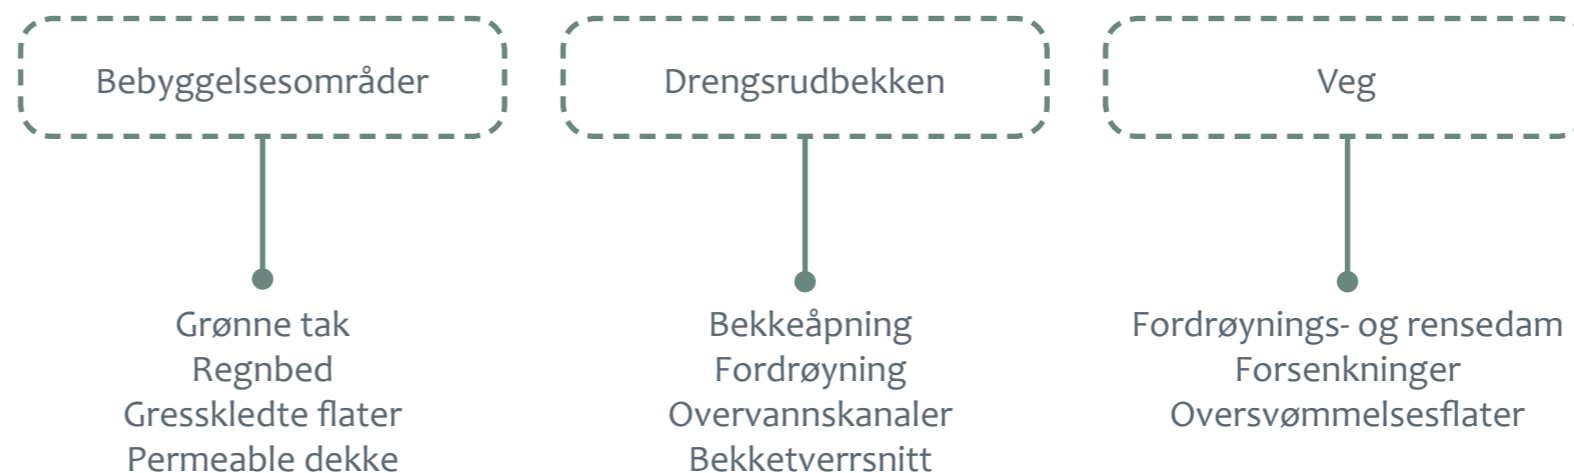 Bebyggelsesområder
Grønne tak
Regnbed
Gresskledte flater
Permeable dekke
Drengsrudbekken
Bekkeåpning
Fordrøyning
Overvannskanaler
Bekketverrsnitt
Veg
Fordrøynings- og rensedam
Forsenkninger
Oversvømmelsesflater